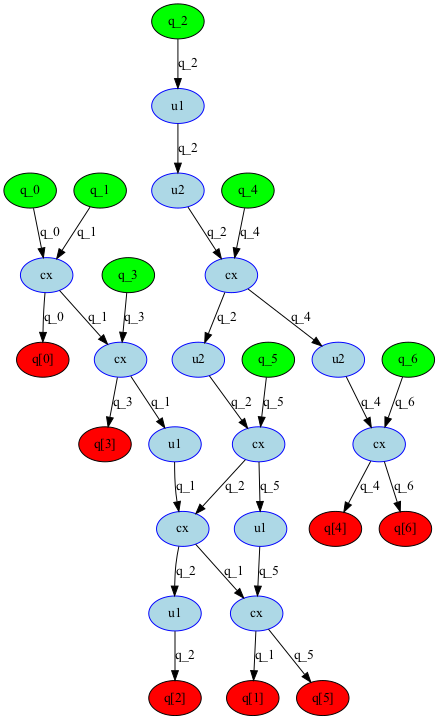 q_2
q_2
u1
q_2
q_0 q_1 u2 q_4
q_0 q_1 q_2 q_4
cx q_3 cx
q_0 q_1 q_3 q_2 q_4
q[0] cx u2 q_5 u2 q_6
q_3 q_1 q_2 q_5 q_4 q_6
q[3] u1 cx cx
q_1 q_2 q_5 q_4 q_6
cx u1 q[4] q[6]
q_2 q_1 q_5
u1 cx
q_2 q_1 q_5
q[2] q[1] q[5]